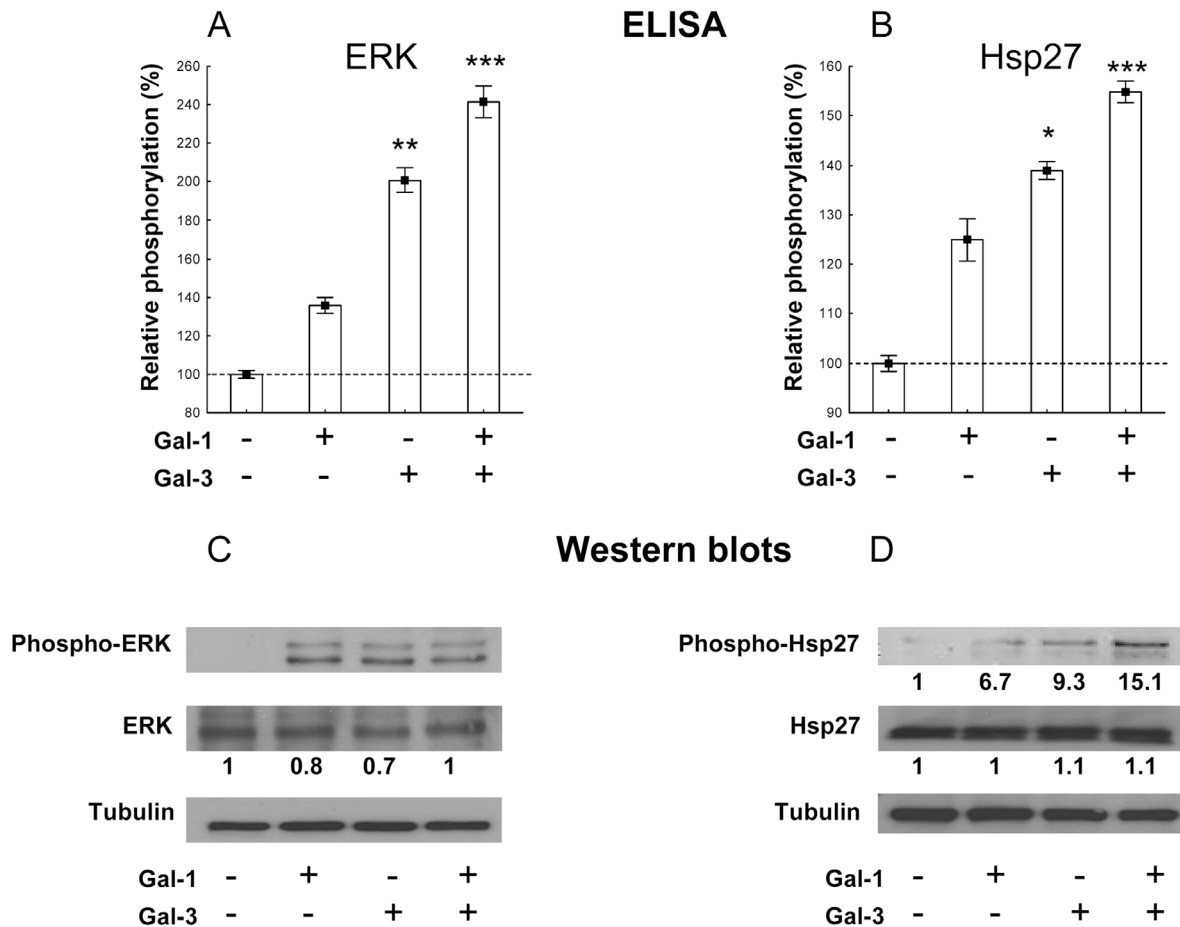 A
ELISA
B
ERK
Hsp27
Relative phosphorylation (%)
260
240
220
200
180
160
140
120
100
80
**
***
Gal-1 - + - +
Gal-3 - - + +
Relative phosphorylation (%)
160
150
140
130
120
110
100
90
*
***
Gal-1 - + - +
Gal-3 - - + +
C
Western blots
D
Phospho-ERK
ERK
1 0.8 0.7 1
Tubulin
Gal-1 - + - +
Gal-3 - - + +
Phospho-Hsp27
1 6.7 9.3 15.1
Hsp27
1 1 1.1 1.1
Tubulin
Gal-1 - + - +
Gal-3 - - + +